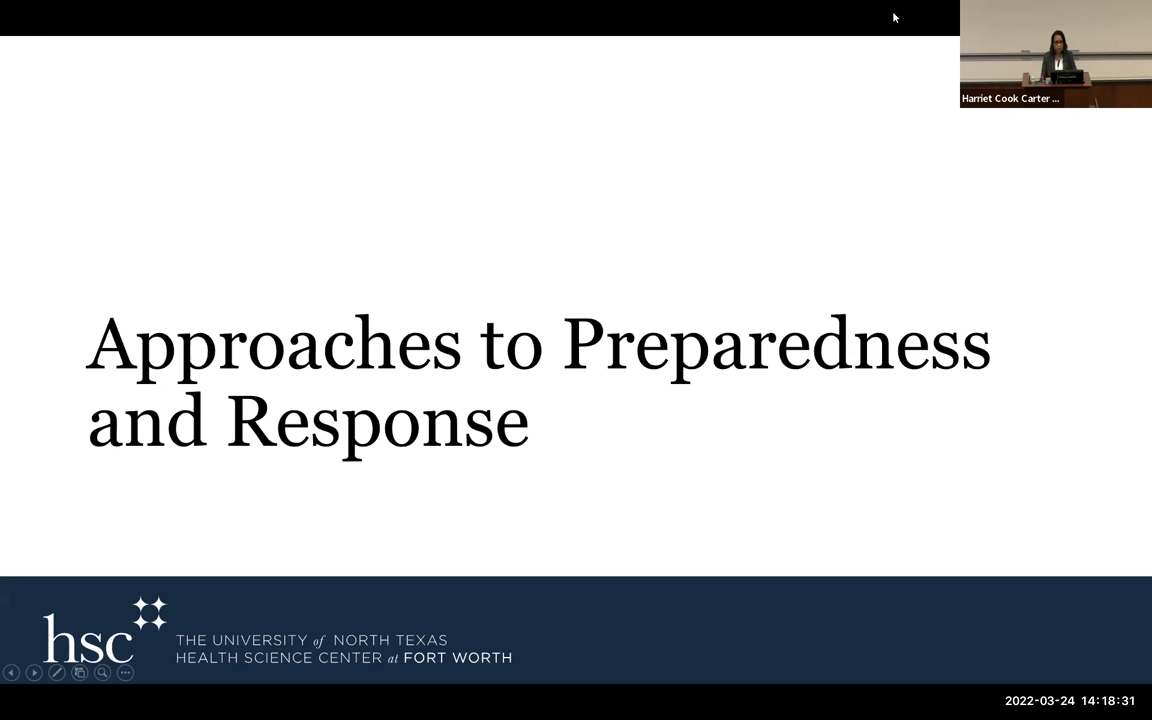 Harriet Cook Carter ...
Approaches to Preparedness
and Response
hsc
THE UNIVERSITY of NORTH TEXAS
HEALTH SCIENCE CENTER at FORT WORTH
2022-03-24 14:18:31